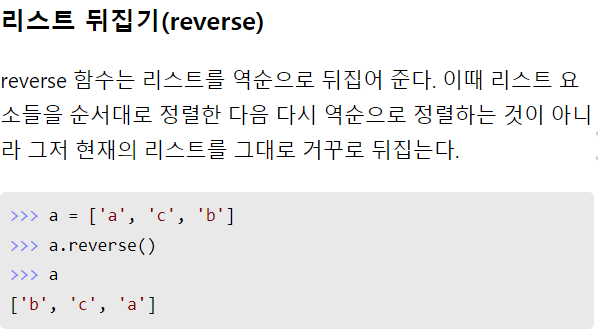 리스트 뒤집기(reverse)
reverse 함수는 리스트를 역순으로 뒤집어 준다. 이때 리스트 요
소들을 순서대로 정렬한 다음 다시 역순으로 정렬하는 것이 아니
라 그저 현재의 리스트를 그대로 거꾸로 뒤집는다.
>>> a = ['a', 'c', 'b']
>>> a.reverse()
>>> a
['b', 'c', 'a']